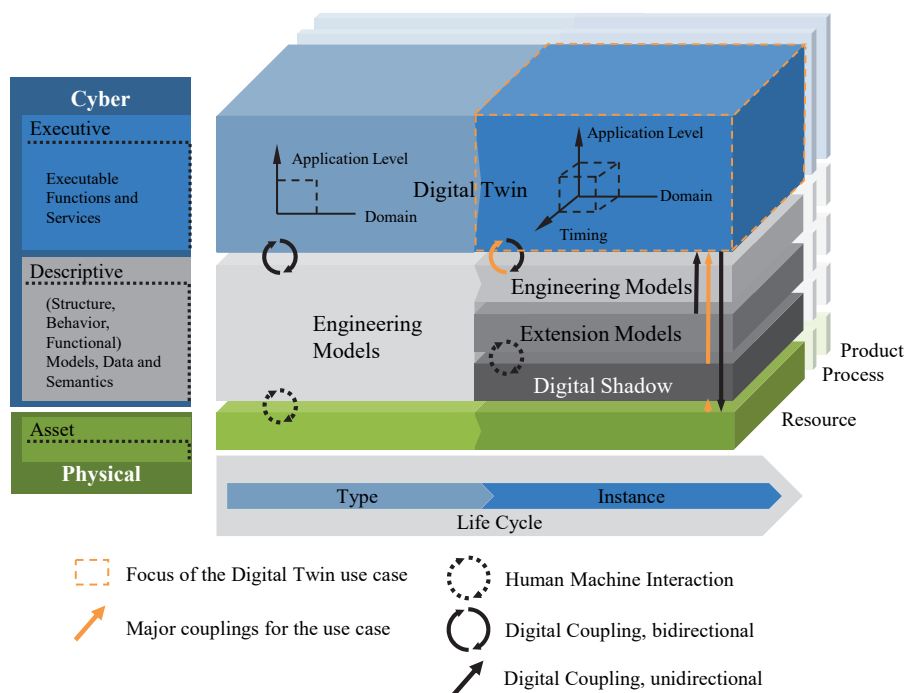 Cyber
Executive
Executable
Functions and
Services
Descriptive
(Structure,
Behavior,
Functional)
Models, Data and
Semantics
Asset
Physical
Application Level
Domain
Digital Twin
Application Level
Domain
Timing
Engineering
Models
Engineering Models
Extension Models
Digital Shadow
Product
Process
Resource
Type
Instance
Life Cycle
Focus of the Digital Twin use case
Major couplings for the use case
Human Machine Interaction
Digital Coupling, bidirectional
Digital Coupling, unidirectional